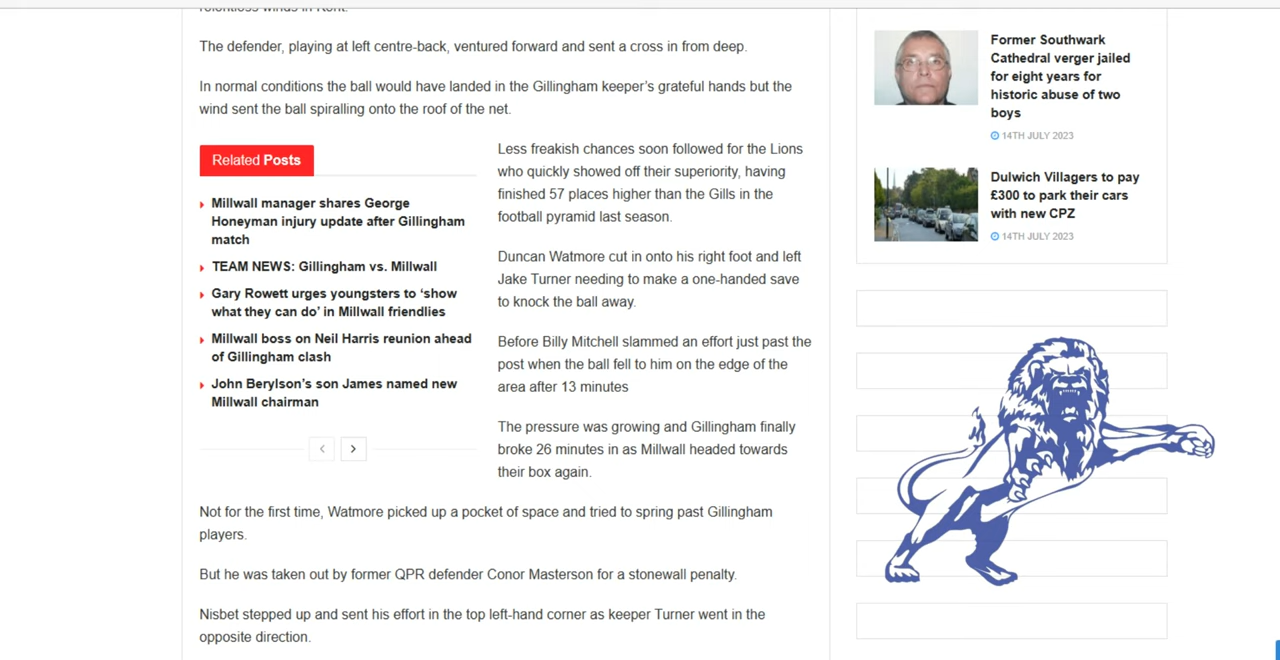 relentless winds in Kent.
The defender, playing at left centre-back, ventured forward and sent a cross in from deep.
In normal conditions the ball would have landed in the Gillingham keeper’s grateful hands but the
wind sent the ball spiralling onto the roof of the net.
Related Posts
Millwall manager shares George
Honeyman injury update after Gillingham
match
TEAM NEWS: Gillingham vs. Millwall
Gary Rowett urges youngsters to ‘show
what they can do’ in Millwall friendlies
Millwall boss on Neil Harris reunion ahead
of Gillingham clash
John Berylson’s son James named new
Millwall chairman
Less freakish chances soon followed for the Lions
who quickly showed off their superiority, having
finished 57 places higher than the Gills in the
football pyramid last season.
Duncan Watmore cut in onto his right foot and left
Jake Turner needing to make a one-handed save
to knock the ball away.
Before Billy Mitchell slammed an effort just past the
post when the ball fell to him on the edge of the
area after 13 minutes
The pressure was growing and Gillingham finally
broke 26 minutes in as Millwall headed towards
their box again.
Not for the first time, Watmore picked up a pocket of space and tried to spring past Gillingham
players.
But he was taken out by former QPR defender Conor Masterson for a stonewall penalty.
Nisbet stepped up and sent his effort in the top left-hand corner as keeper Turner went in the
opposite direction.
Former Southwark
Cathedral verger jailed
for eight years for
historic abuse of two
boys
14TH JULY 2023
Dulwich Villagers to pay
£300 to park their cars
with new CPZ
14TH JULY 2023